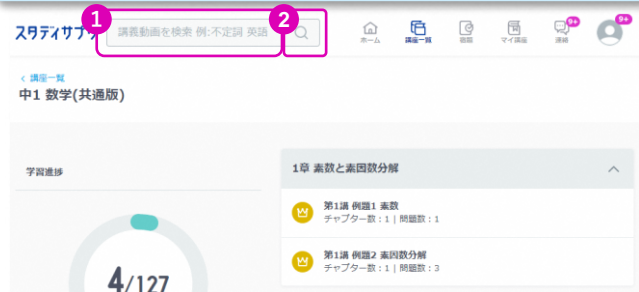 1
2
スタディサプリ
講義動画を検索 例:不定詞 英語
ホーム
講座一覧
宿題
マイ講座
連絡
9+
9+
< 講座一覧
中1 数学(共通版)
学習進捗
4/127
1章 素数と素因数分解
第1講 例題1 素数
チャプター数:1 | 問題数:1
第1講 例題2 素因数分解
チャプター数:1 | 問題数:3